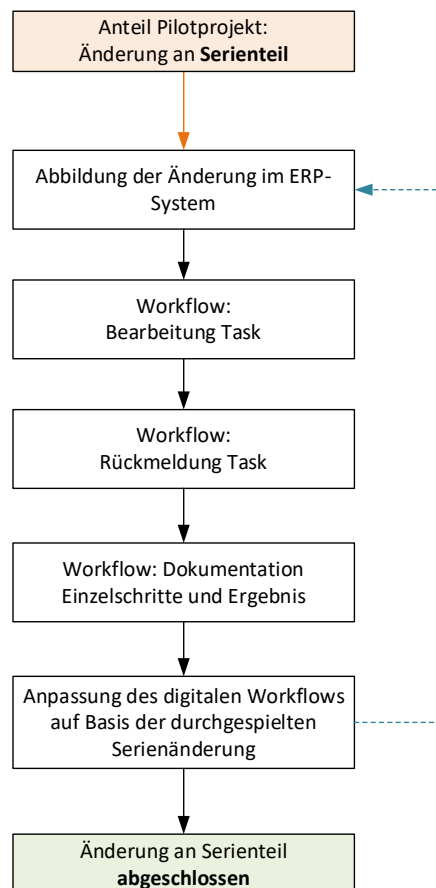 Anteil Pilotprojekt:
Änderung an Serienteil
Abbildung der Änderung im ERP-
System
Workflow:
Bearbeitung Task
Workflow:
Rückmeldung Task
Workflow: Dokumentation
Einzelschritte und Ergebnis
Anpassung des digitalen Workflows
auf Basis der durchgespielten
Serienänderung
Änderung an Serienteil
abgeschlossen